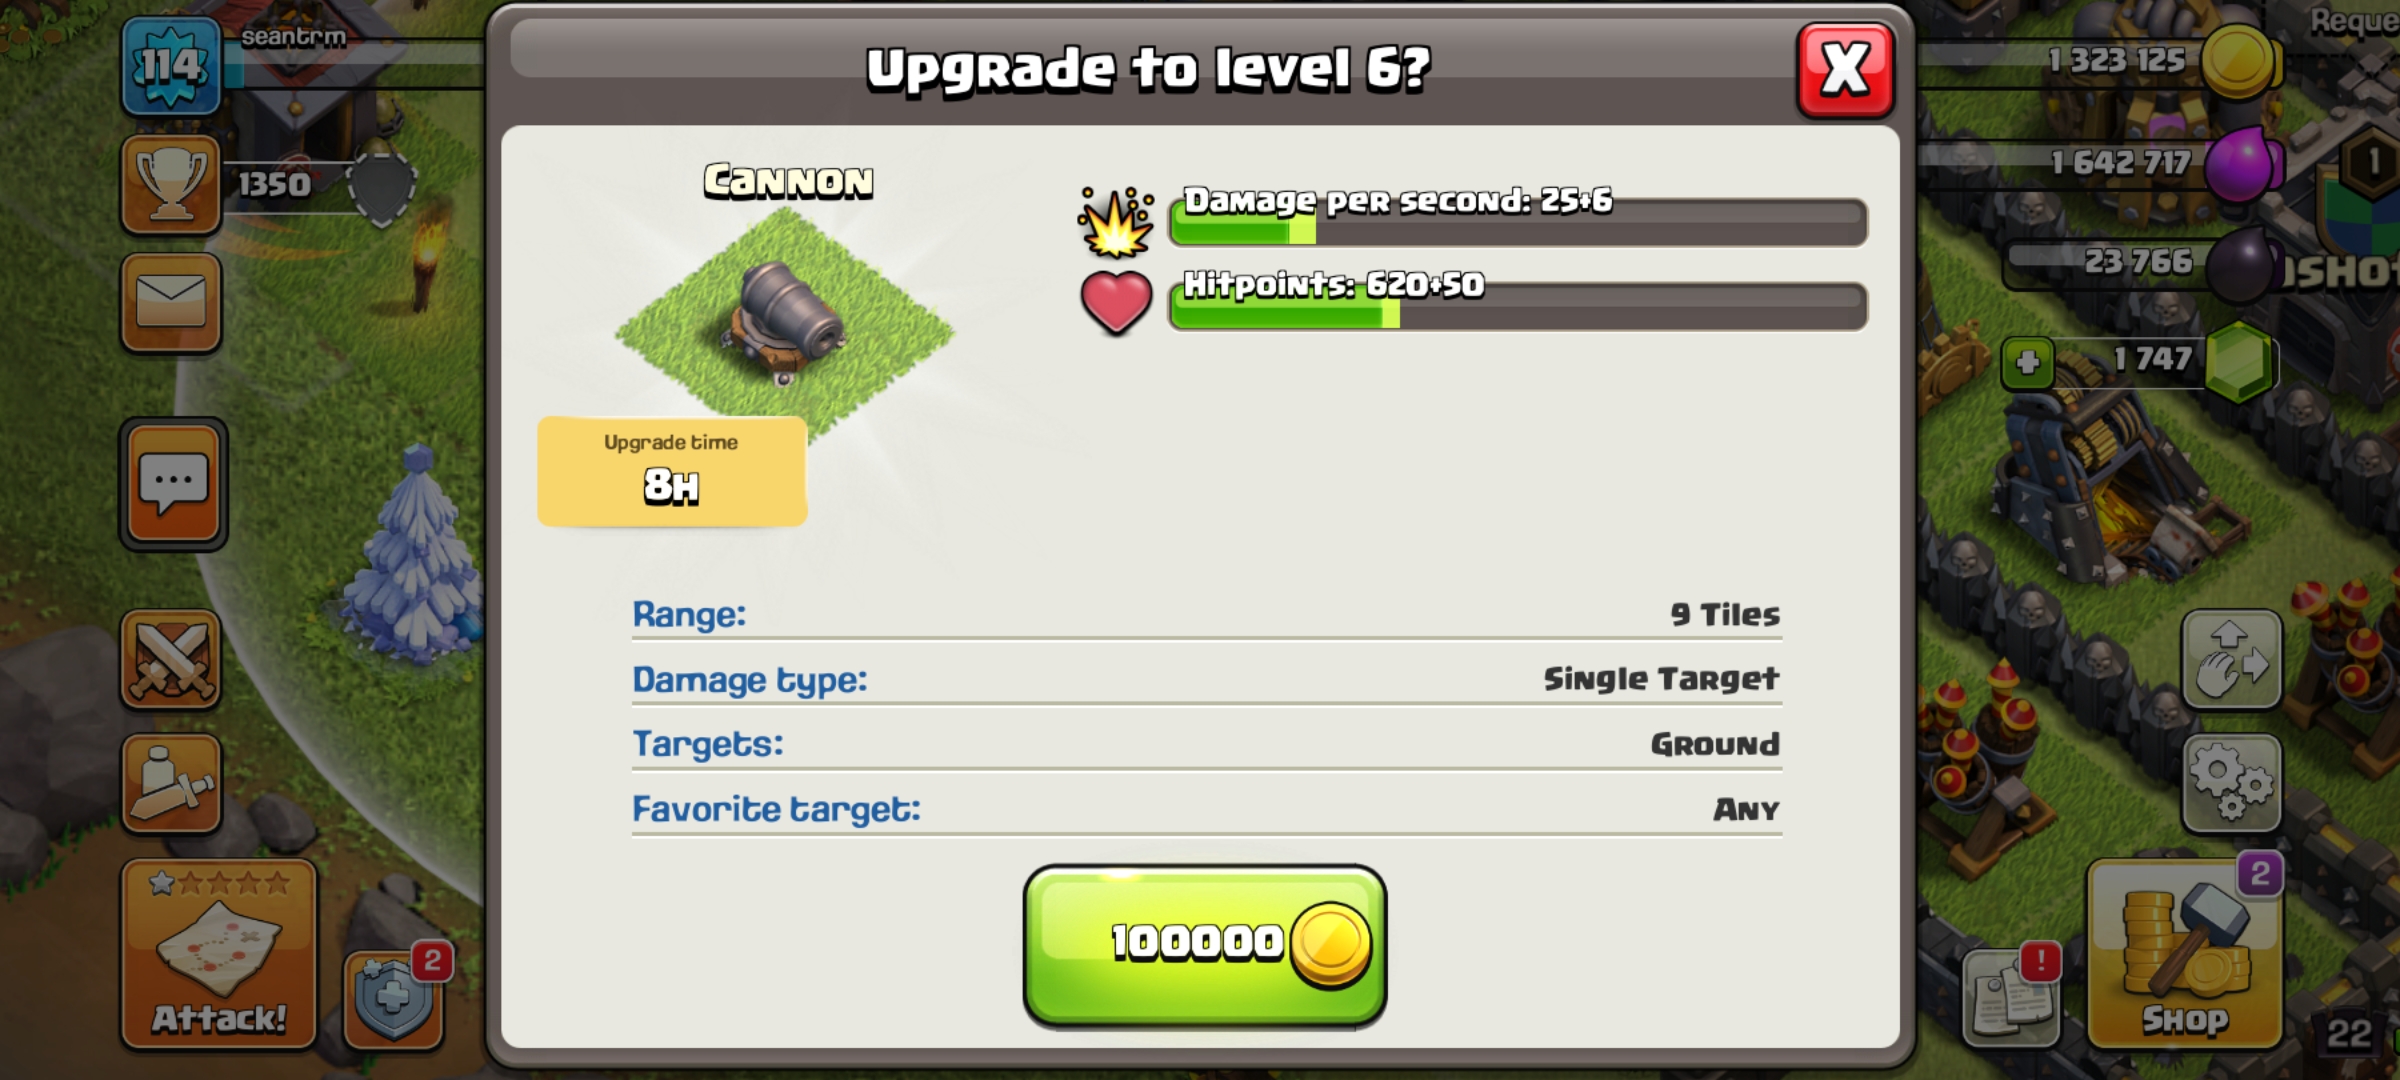 seantrm
114
1350
Attack!
2
Upgrade to level 6?
X
Cannon
Upgrade time
8H
Damage per second: 25+6
Hitpoints: 620+50
Range: 9 Tiles
Damage type: Single Target
Targets: Ground
Favorite target: Any
100000
1 323 125
1 642 717
23 766
1 747
1
2
!
Shop
22